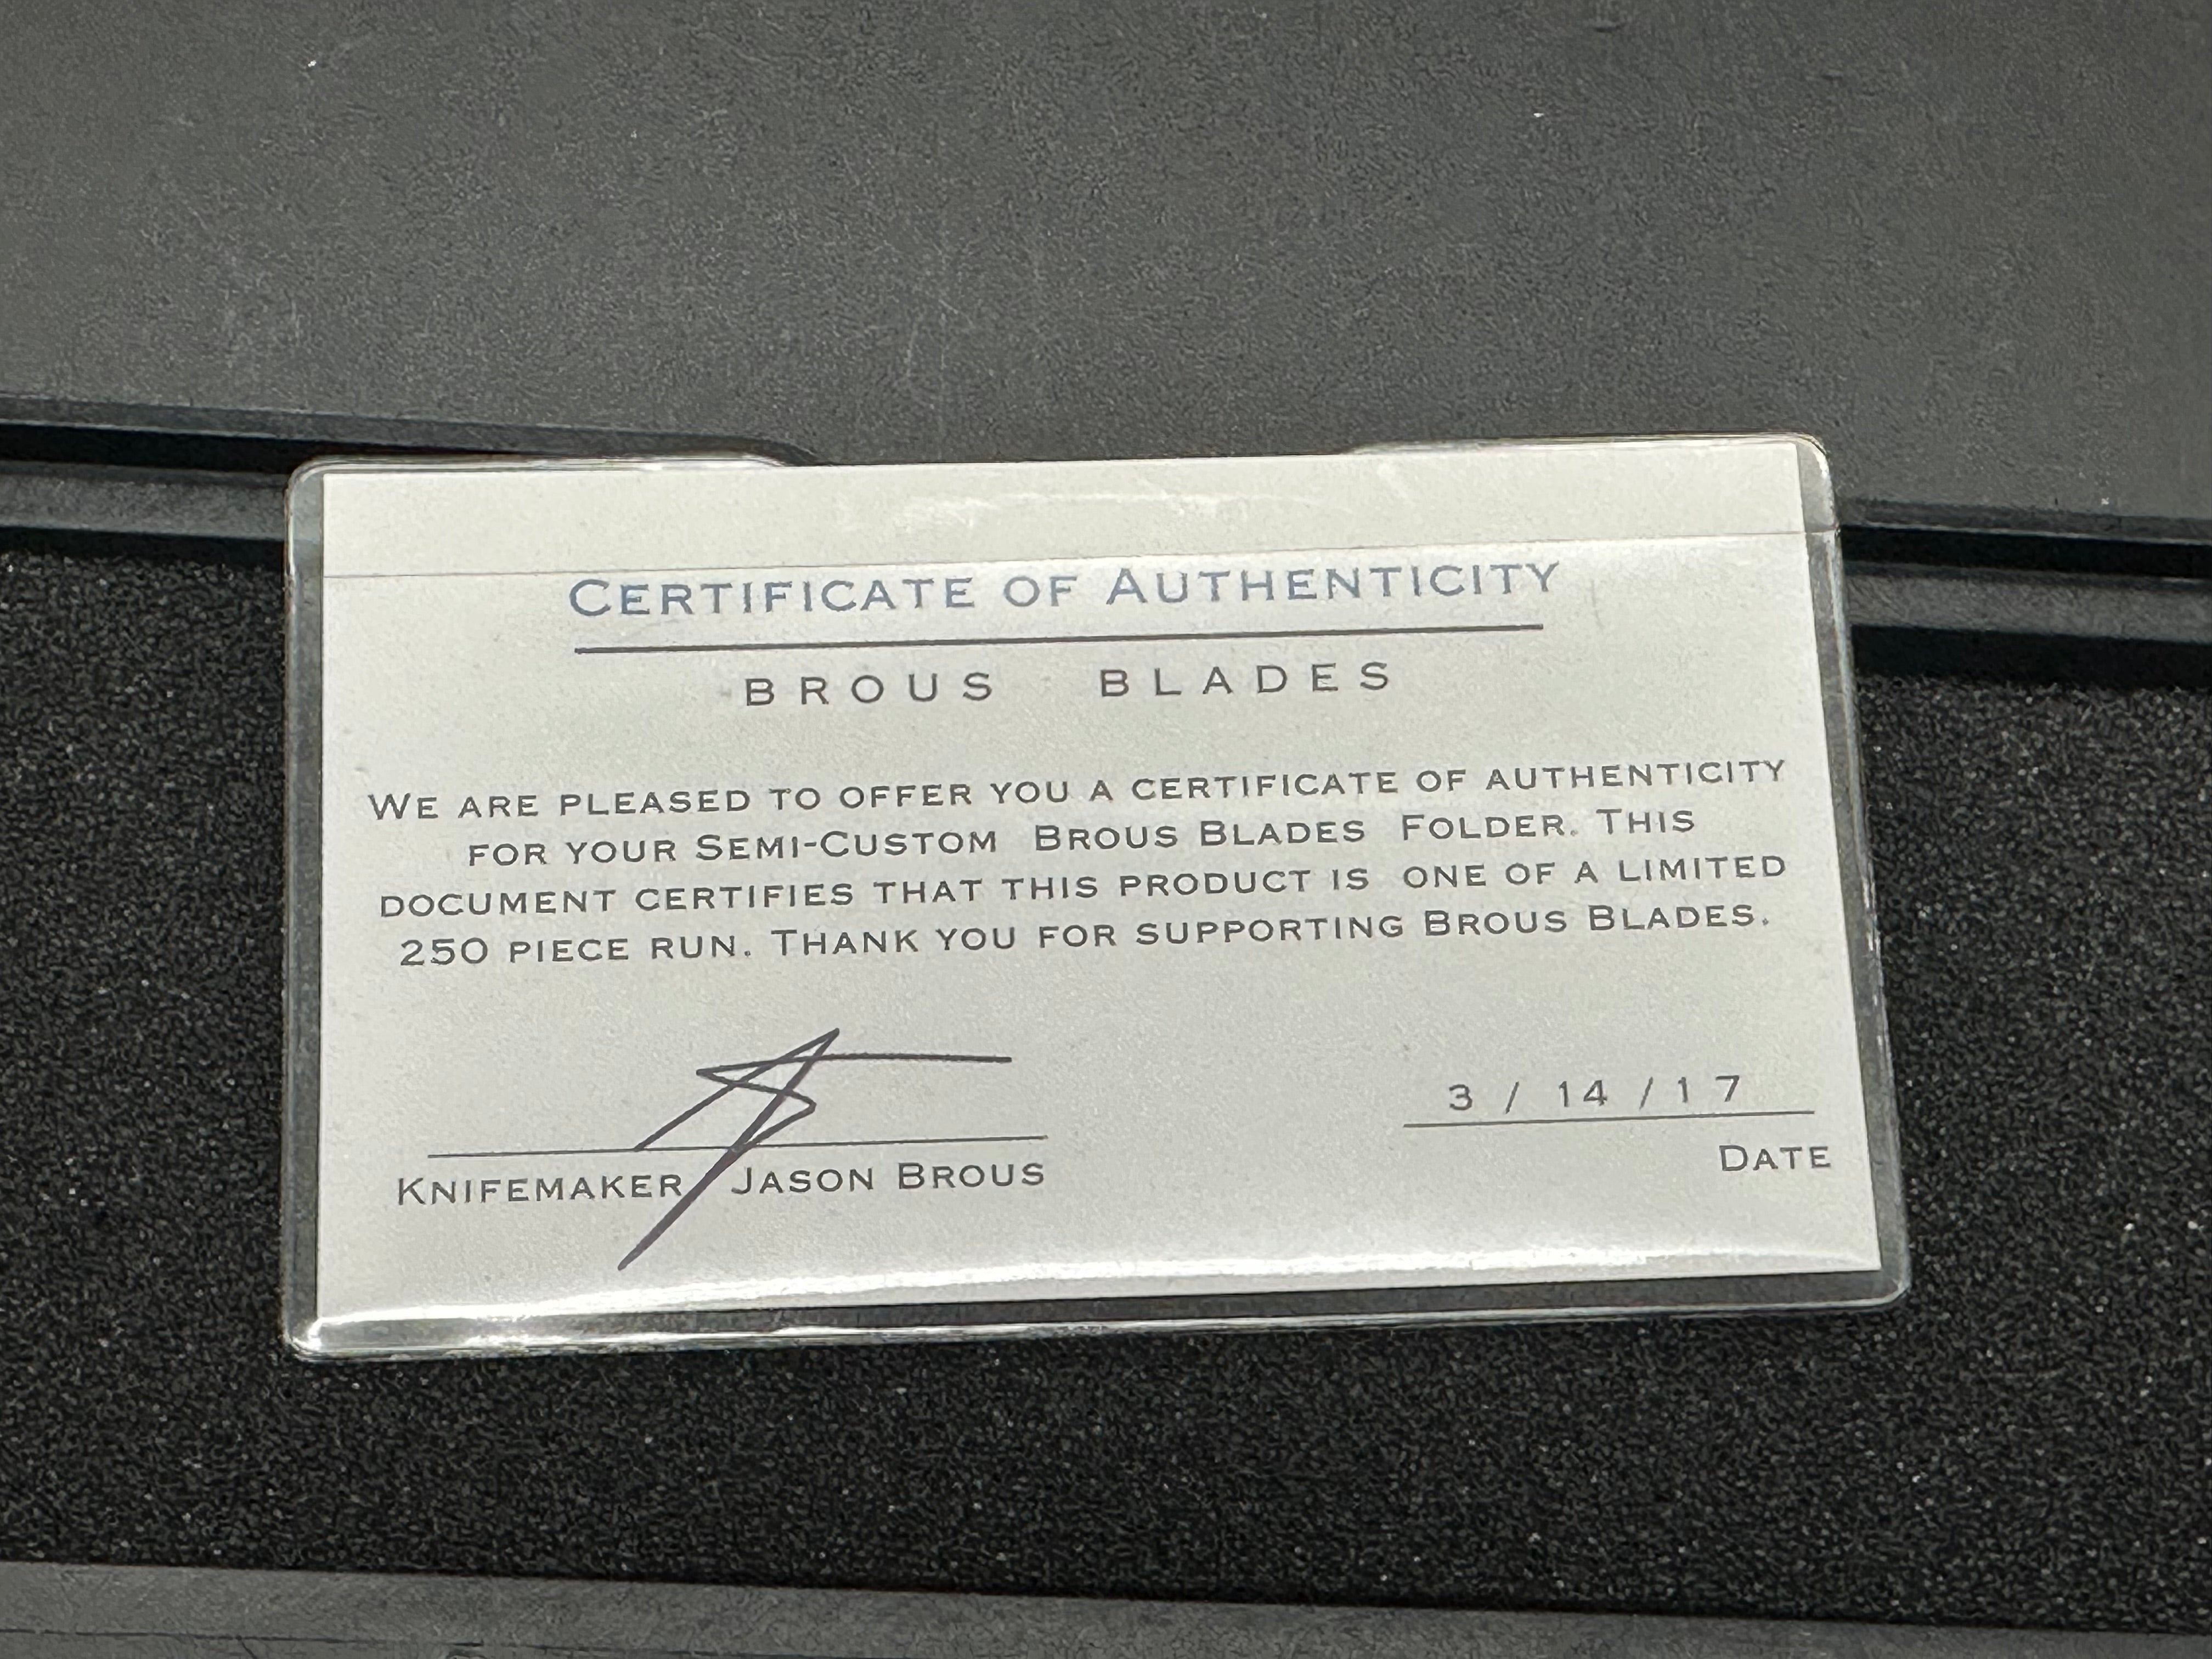 CERTIFICATE OF AUTHENTICITY
BROUS BLADES
WE ARE PLEASED TO OFFER YOU A CERTIFICATE OF AUTHENTICITY
FOR YOUR SEMI-CUSTOM BROUS BLADES FOLDER. THIS
DOCUMENT CERTIFIES THAT THIS PRODUCT IS ONE OF A LIMITED
250 PIECE RUN. THANK YOU FOR SUPPORTING BROUS BLADES.
3 / 14 / 17
KNIFEMAKER JASON BROUS
DATE